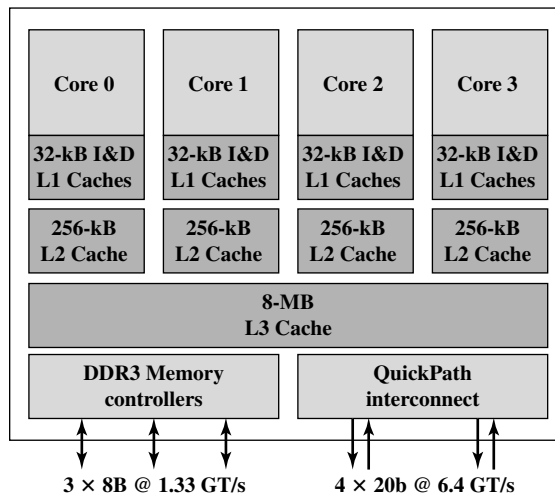 Core 0
Core 1
Core 2
Core 3
32-kB I&D
L1 Caches
32-kB I&D
L1 Caches
32-kB I&D
L1 Caches
32-kB I&D
L1 Caches
256-kB
L2 Cache
256-kB
L2 Cache
256-kB
L2 Cache
256-kB
L2 Cache
8-MB
L3 Cache
DDR3 Memory
controllers
QuickPath
interconnect
3 × 8B @ 1.33 GT/s
4 × 20b @ 6.4 GT/s